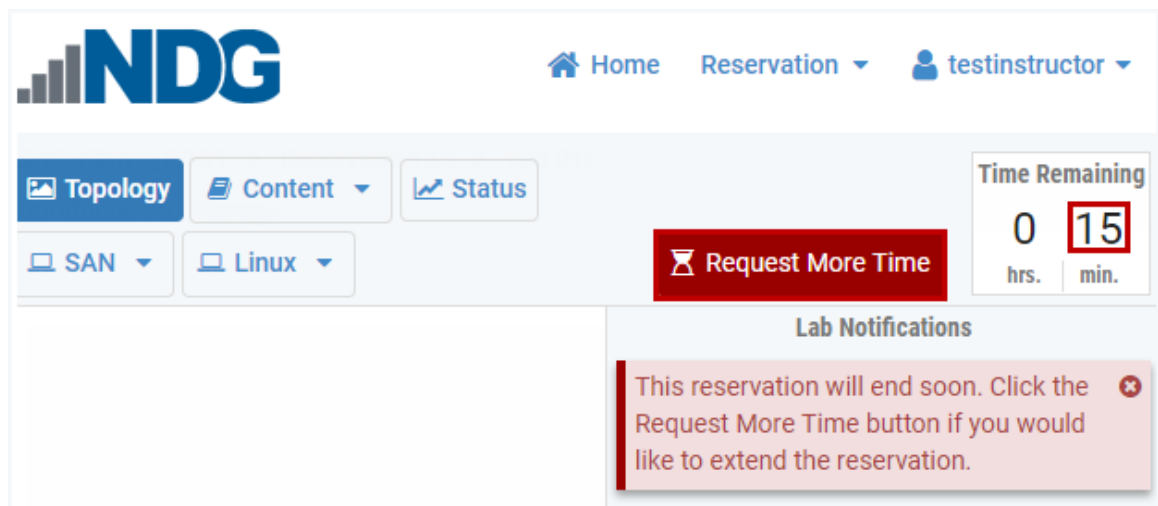 NDG
Home Reservation testinstructor
Topology Content Status
Time Remaining
0 15
hrs. min.
SAN Linux
Request More Time
Lab Notifications
This reservation will end soon. Click the
Request More Time button if you would
like to extend the reservation.